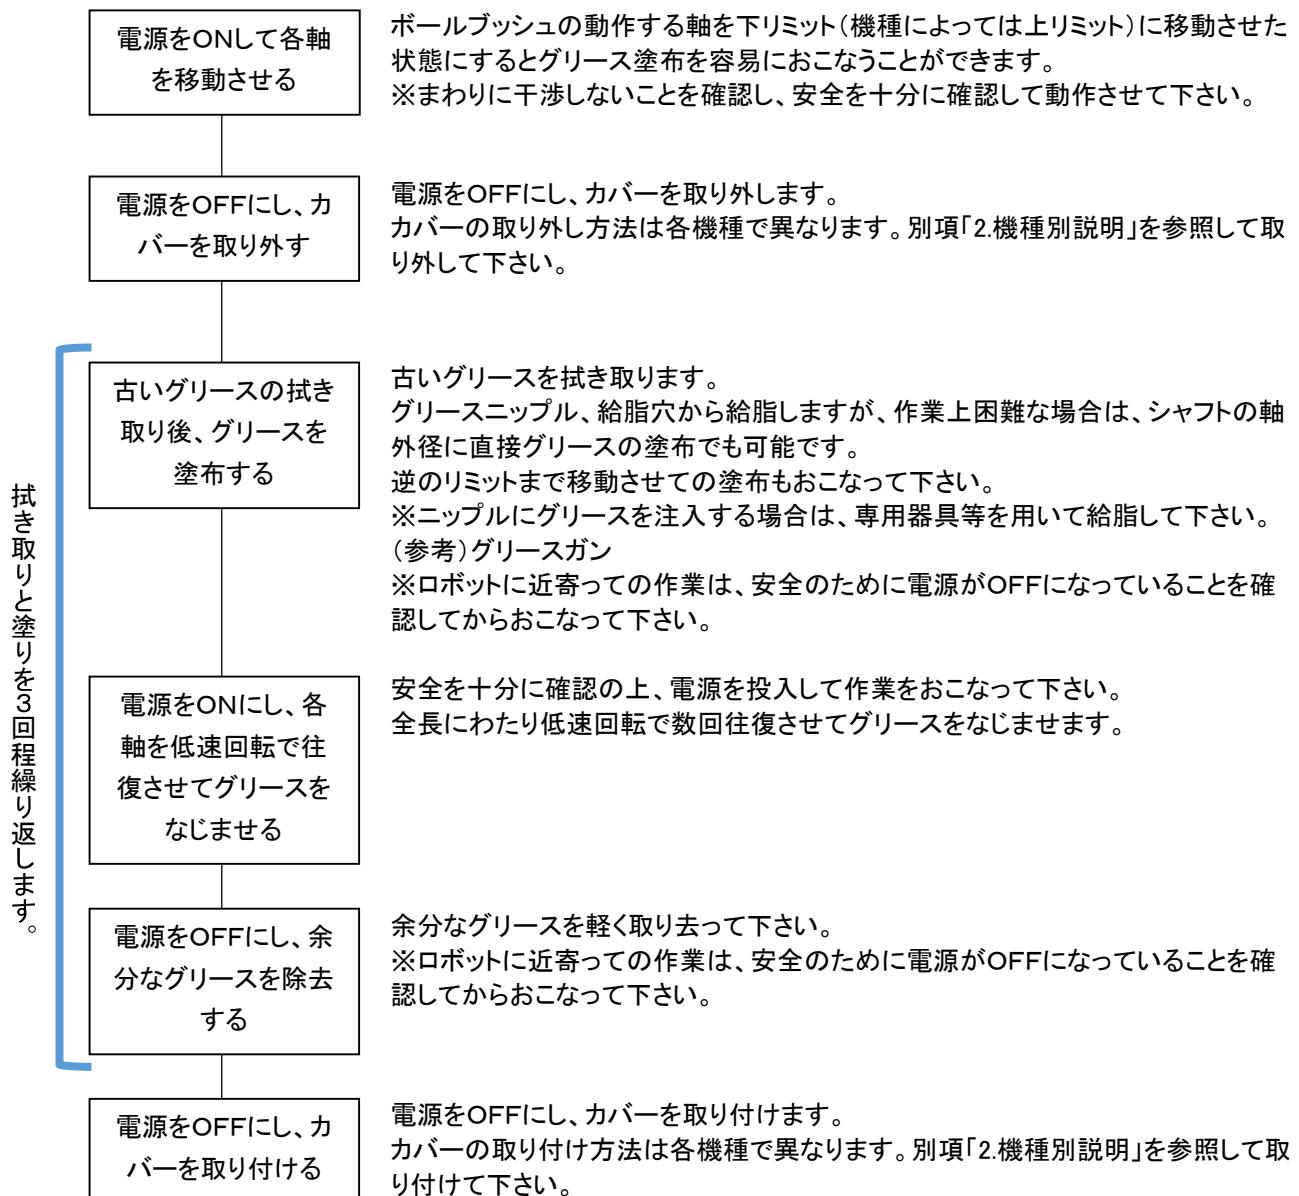 電源をONして各軸
を移動させる
ボールブッシュの動作する軸を下リミット(機種によっては上リミット)に移動させた
状態にするとグリース塗布を容易におこなうことができます。
※まわりに干渉しないことを確認し、安全を十分に確認して動作させて下さい。
電源をOFFにし、カ
バーを取り外す
電源をOFFにし、カバーを取り外します。
カバーの取り外し方法は各機種で異なります。別項「2.機種別説明」を参照して取
り外して下さい。
拭き取りと塗りを3回程繰り返します。
古いグリースの拭き
取り後、グリースを
塗布する
古いグリースを拭き取ります。
グリースニップル、給脂穴から給脂しますが、作業上困難な場合は、シャフトの軸
外径に直接グリースの塗布でも可能です。
逆のリミットまで移動させての塗布もおこなって下さい。
※ニップルにグリースを注入する場合は、専用器具等を用いて給脂して下さい。
(参考)グリースガン
※ロボットに近寄っての作業は、安全のために電源がOFFになっていることを確
認してからおこなって下さい。
電源をONにし、各
軸を低速回転で往
復させてグリースを
なじませる
安全を十分に確認の上、電源を投入して作業をおこなって下さい。
全長にわたり低速回転で数回往復させてグリースをなじませます。
電源をOFFにし、余
分なグリースを除去
する
余分なグリースを軽く取り去って下さい。
※ロボットに近寄っての作業は、安全のために電源がOFFになっていることを確
認してからおこなって下さい。
電源をOFFにし、カ
バーを取り付ける
電源をOFFにし、カバーを取り付けます。
カバーの取り付け方法は各機種で異なります。別項「2.機種別説明」を参照して取
り付けて下さい。